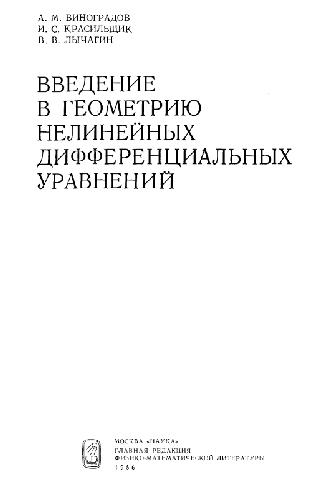 А. М. ВИНОГРАДОВ
И. С. КРАСИЛЬЩИК
В. В. ЛЫЧАГИН
ВВЕДЕНИЕ
В ГЕОМЕТРИЮ
НЕЛИНЕЙНЫХ
ДИФФЕРЕНЦИАЛЬНЫХ
УРАВНЕНИЙ
МОСКВА «НАУКА»
ГЛАВНАЯ РЕДАКЦИЯ
ФИЗИКО-МАТЕМАТИЧЕСКОЙ ЛИТЕРАТУРЫ
1986